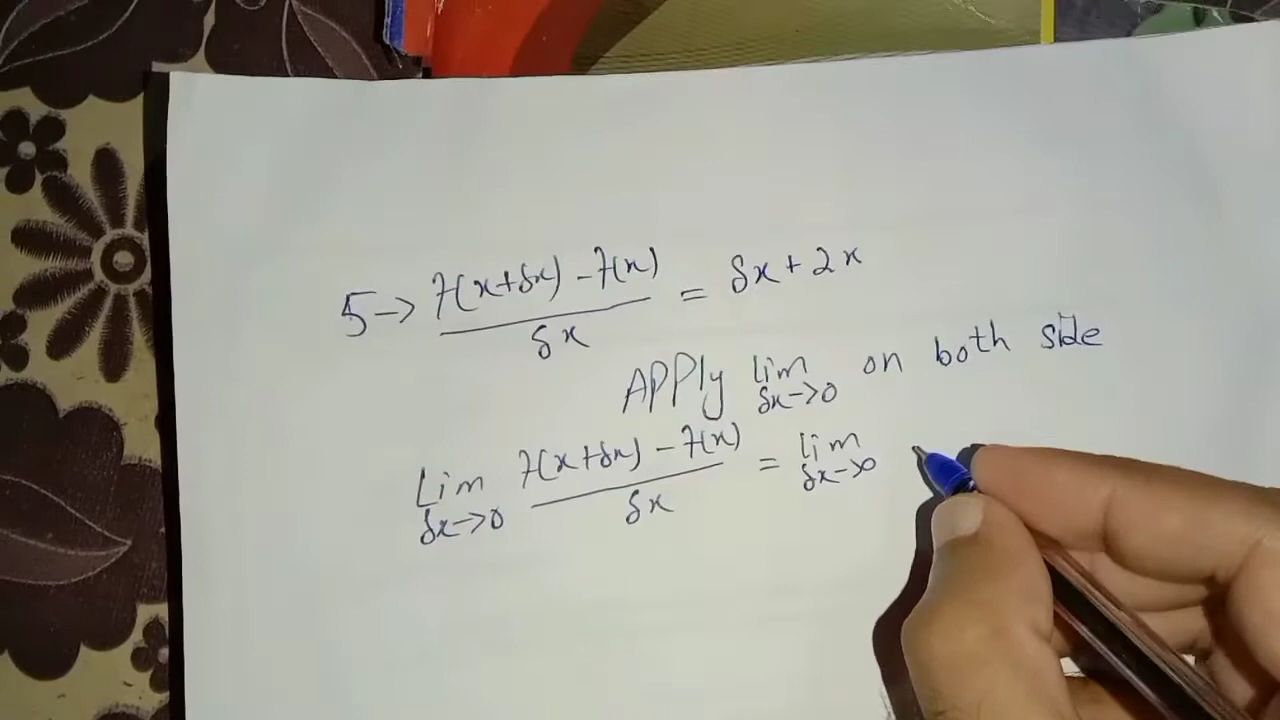 5→ f(x+δx) - f(x) / δx = δx + 2x
APPly lim δx→0 on both side
Lim δx→0 f(x+δx) - f(x) / δx = lim δx→0